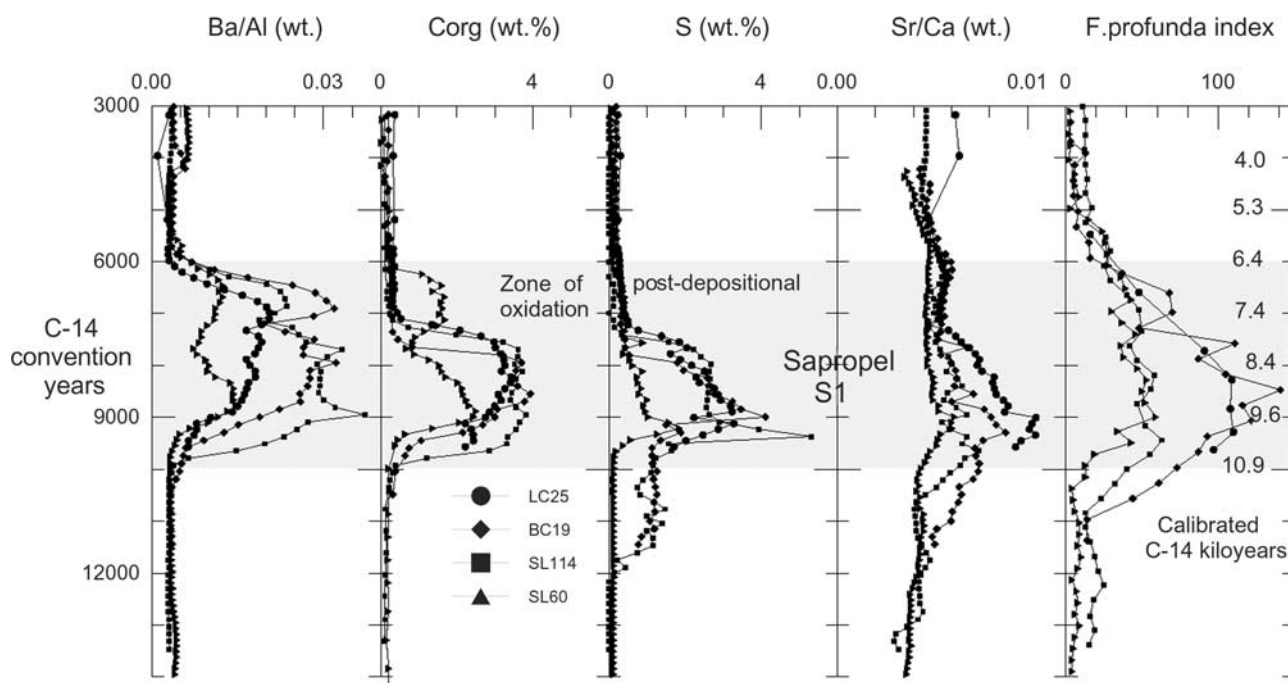 Ba/Al (wt.) Corg (wt.%) S (wt.%) Sr/Ca (wt.) F.profunda index
0.00 0.03 0 4 0 4 0.00 0.01 0 100
3000
4.0
5.3
6000 6.4
Zone of post-depositional
oxidation
7.4
C-14
convention
years
Sapropel
S1
8.4
9000 9.6
10.9
LC25
BC19
SL114
SL60
Calibrated
C-14 kiloyears
12000